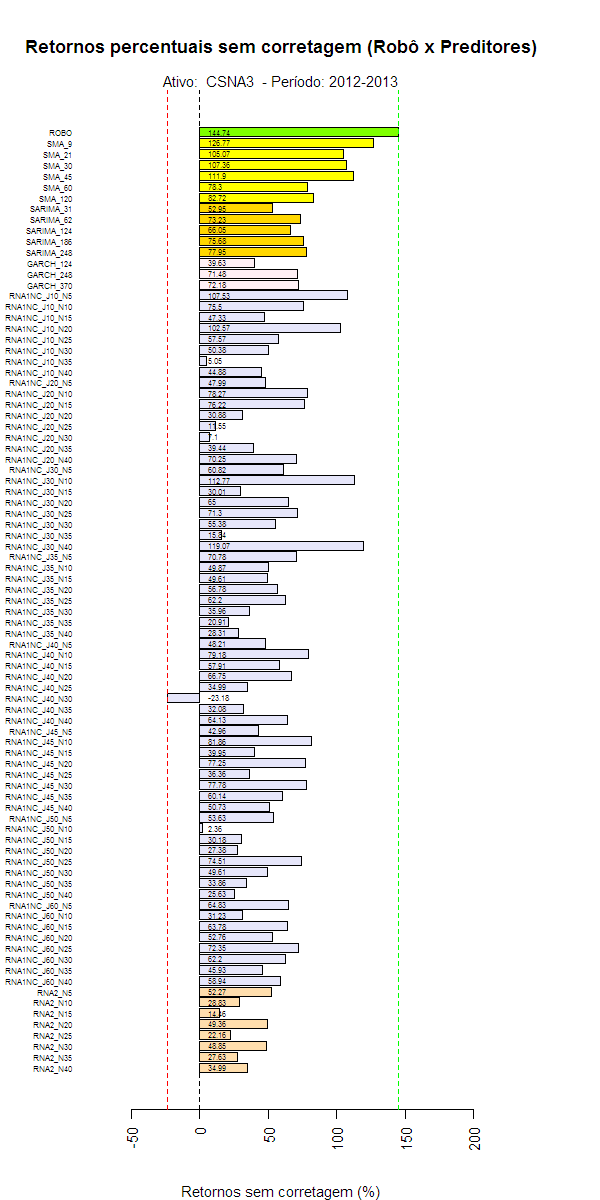 Retornos percentuais sem corretagem (Robô x Preditores)
Ativo:  CSNA3  - Período: 2012-2013
ROBO 144.74
SMA_9 126.77
SMA_21 105.07
SMA_30 107.36
SMA_45 111.9
SMA_60 78.3
SMA_120 82.72
SARIMA_31 52.95
SARIMA_62 73.23
SARIMA_124 66.05
SARIMA_186 75.68
SARIMA_248 77.95
GARCH_124 39.63
GARCH_248 71.48
GARCH_370 72.18
RNA1NC_J10_N5 107.53
RNA1NC_J10_N10 75.5
RNA1NC_J10_N15 47.33
RNA1NC_J10_N20 102.57
RNA1NC_J10_N25 57.57
RNA1NC_J10_N30 50.38
RNA1NC_J10_N35 5.05
RNA1NC_J10_N40 44.88
RNA1NC_J20_N5 47.99
RNA1NC_J20_N10 78.27
RNA1NC_J20_N15 76.22
RNA1NC_J20_N20 30.88
RNA1NC_J20_N25 11.55
RNA1NC_J20_N30 7.1
RNA1NC_J20_N35 39.44
RNA1NC_J20_N40 70.25
RNA1NC_J30_N5 60.82
RNA1NC_J30_N10 112.77
RNA1NC_J30_N15 30.01
RNA1NC_J30_N20 65
RNA1NC_J30_N25 71.3
RNA1NC_J30_N30 55.38
RNA1NC_J30_N35 15.84
RNA1NC_J30_N40 119.07
RNA1NC_J35_N5 70.78
RNA1NC_J35_N10 49.87
RNA1NC_J35_N15 49.61
RNA1NC_J35_N20 56.78
RNA1NC_J35_N25 62.2
RNA1NC_J35_N30 35.96
RNA1NC_J35_N35 20.91
RNA1NC_J35_N40 28.31
RNA1NC_J40_N5 48.21
RNA1NC_J40_N10 79.18
RNA1NC_J40_N15 57.91
RNA1NC_J40_N20 66.75
RNA1NC_J40_N25 34.99
RNA1NC_J40_N30 -23.18
RNA1NC_J40_N35 32.08
RNA1NC_J40_N40 64.13
RNA1NC_J45_N5 42.96
RNA1NC_J45_N10 81.86
RNA1NC_J45_N15 39.95
RNA1NC_J45_N20 77.25
RNA1NC_J45_N25 36.36
RNA1NC_J45_N30 77.78
RNA1NC_J45_N35 60.14
RNA1NC_J45_N40 50.73
RNA1NC_J50_N5 53.63
RNA1NC_J50_N10 2.36
RNA1NC_J50_N15 30.18
RNA1NC_J50_N20 27.38
RNA1NC_J50_N25 74.51
RNA1NC_J50_N30 49.61
RNA1NC_J50_N35 33.86
RNA1NC_J50_N40 25.63
RNA1NC_J60_N5 64.83
RNA1NC_J60_N10 31.23
RNA1NC_J60_N15 63.78
RNA1NC_J60_N20 52.76
RNA1NC_J60_N25 72.35
RNA1NC_J60_N30 62.2
RNA1NC_J60_N35 45.93
RNA1NC_J60_N40 58.94
RNA2_N5 52.27
RNA2_N10 28.83
RNA2_N15 14.46
RNA2_N20 49.36
RNA2_N25 22.16
RNA2_N30 48.85
RNA2_N35 27.63
RNA2_N40 34.99
-50 0 50 100 150 200
Retornos sem corretagem (%)